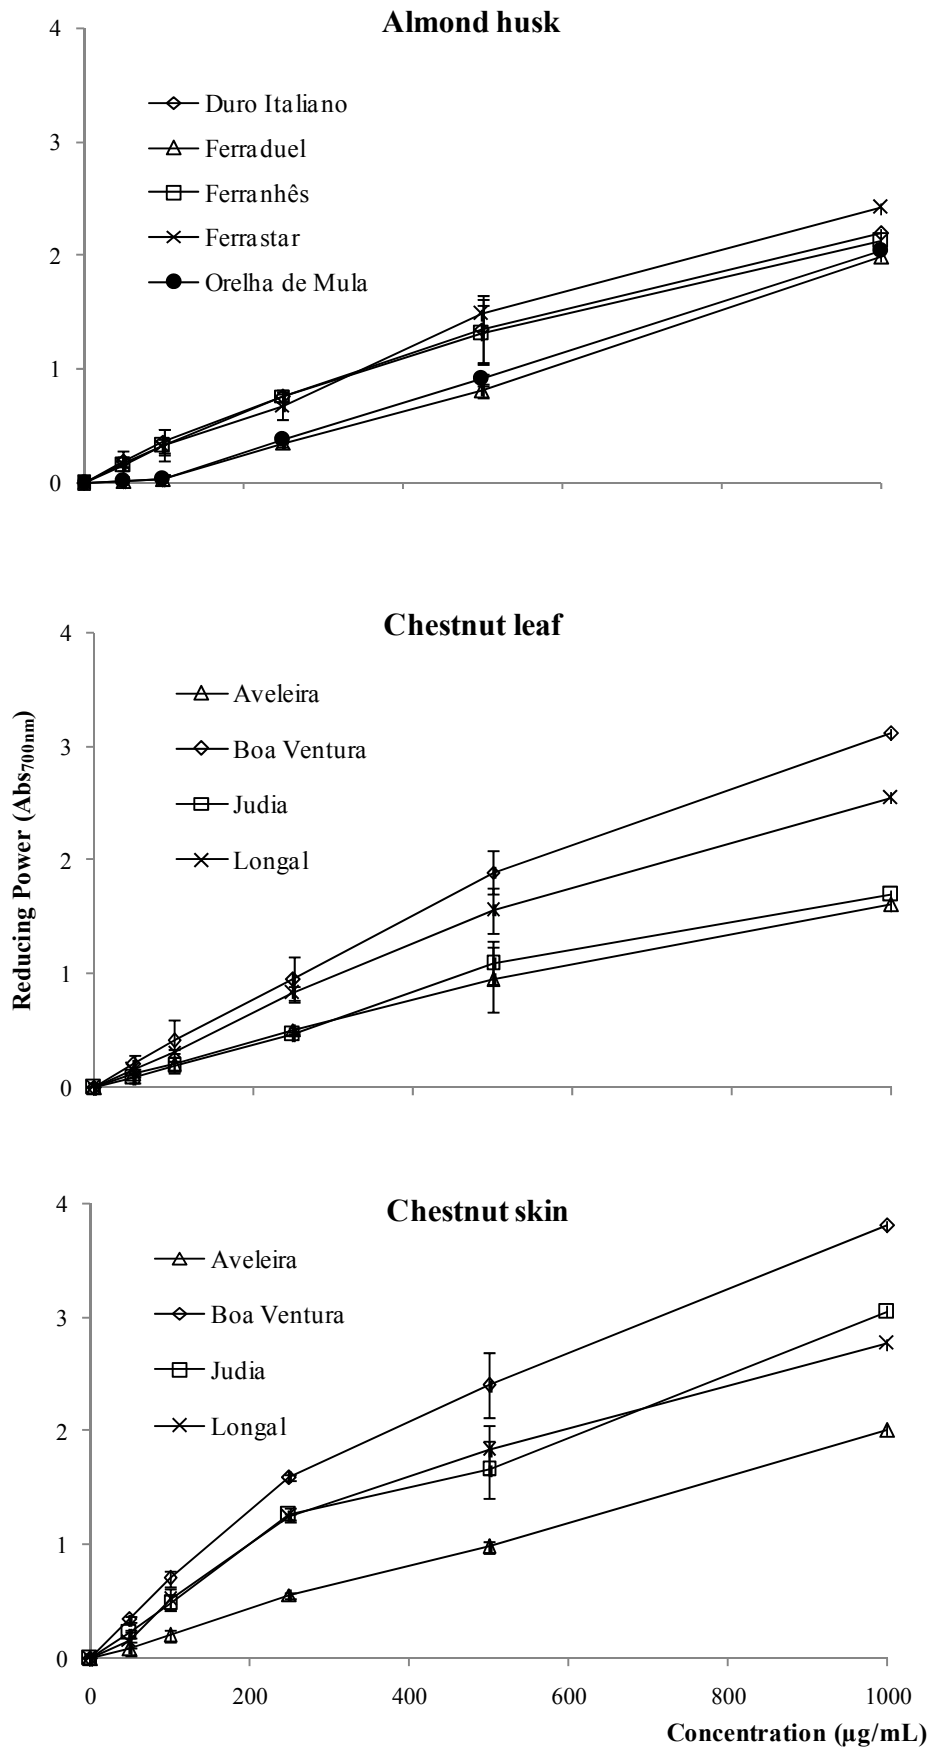 Almond husk
4
3
2
1
0
Duro Italiano
Ferraduel
Ferranhês
Ferrastar
Orelha de Mula
Chestnut leaf
4
3
2
1
0
Aveleira
Boa Ventura
Judia
Longal
Reducing Power (Abs700nm)
Chestnut skin
4
3
2
1
0
Aveleira
Boa Ventura
Judia
Longal
0 200 400 600 800 1000
Concentration (µg/mL)